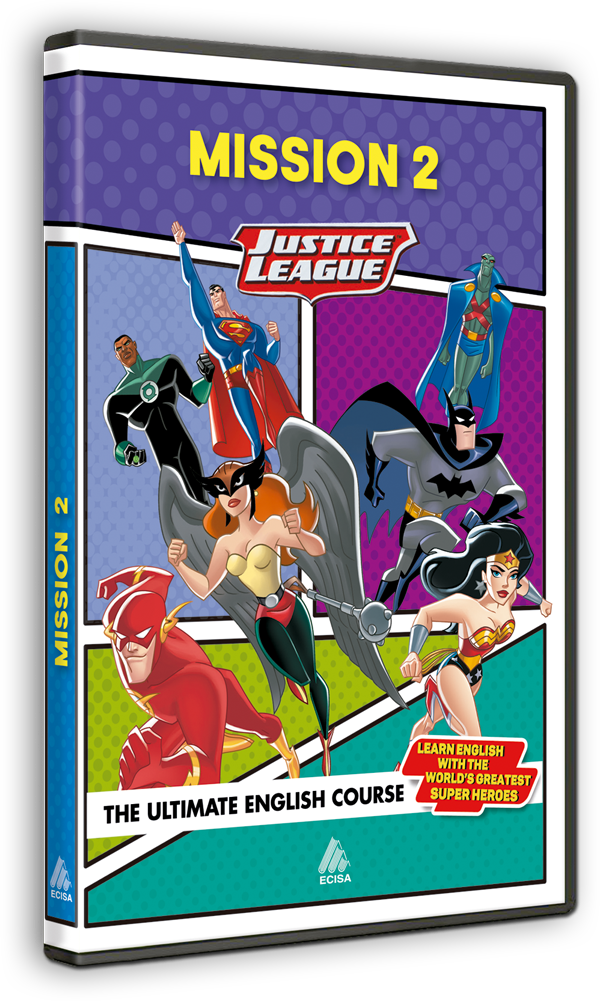 MISSION 2
JUSTICE
LEAGUE
MISSION 2
LEARN ENGLISH
WITH THE
WORLD'S GREATEST
SUPER HEROES
THE ULTIMATE ENGLISH COURSE
ECISA
ECISA